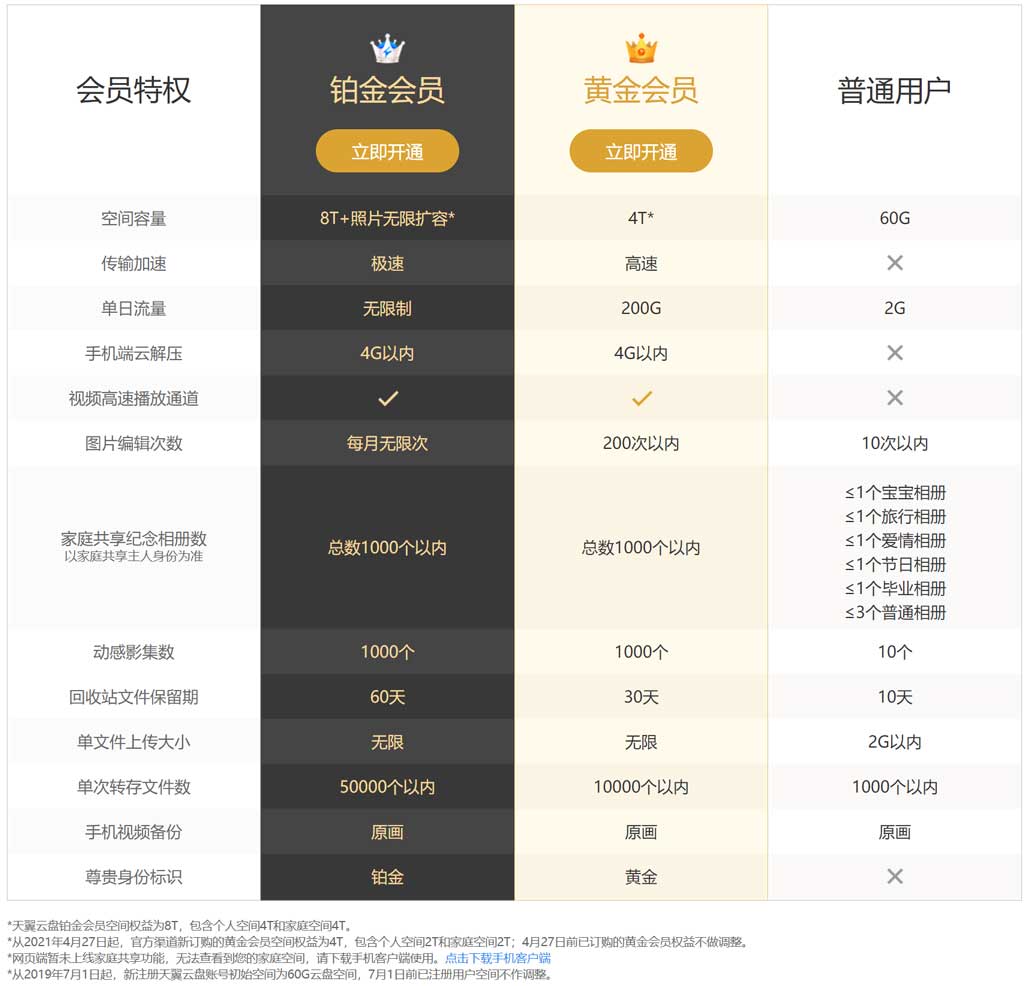 会员特权
铂金会员
黄金会员
普通用户
立即开通
立即开通
空间容量 8T+照片无限扩容* 4T* 60G
传输加速 极速 高速
单日流量 无限制 200G 2G
手机端云解压 4G以内 4G以内
视频高速播放通道
图片编辑次数 每月无限次 200次以内 10次以内
家庭共享纪念相册数
以家庭共享主人身份为准
总数1000个以内 总数1000个以内
≤1个宝宝相册
≤1个旅行相册
≤1个爱情相册
≤1个节日相册
≤1个毕业相册
≤3个普通相册
动感影集数 1000个 1000个 10个
回收站文件保留期 60天 30天 10天
单文件上传大小 无限 无限 2G以内
单次转存文件数 50000个以内 10000个以内 1000个以内
手机视频备份 原画 原画 原画
尊贵身份标识 铂金 黄金
*天翼云盘铂金会员空间权益为8T，包含个人空间4T和家庭空间4T。
*从2021年4月27日起，官方渠道新订购的黄金会员空间权益为4T，包含个人空间2T和家庭空间2T；4月27日前已订购的黄金会员权益不做调整。
*网页端暂未上线家庭共享功能，无法查看到您的家庭空间，请下载手机客户端使用。点击下载手机客户端
*从2019年7月1日起，新注册天翼云盘账号初始空间为60G云盘空间，7月1日前已注册用户空间不作调整。